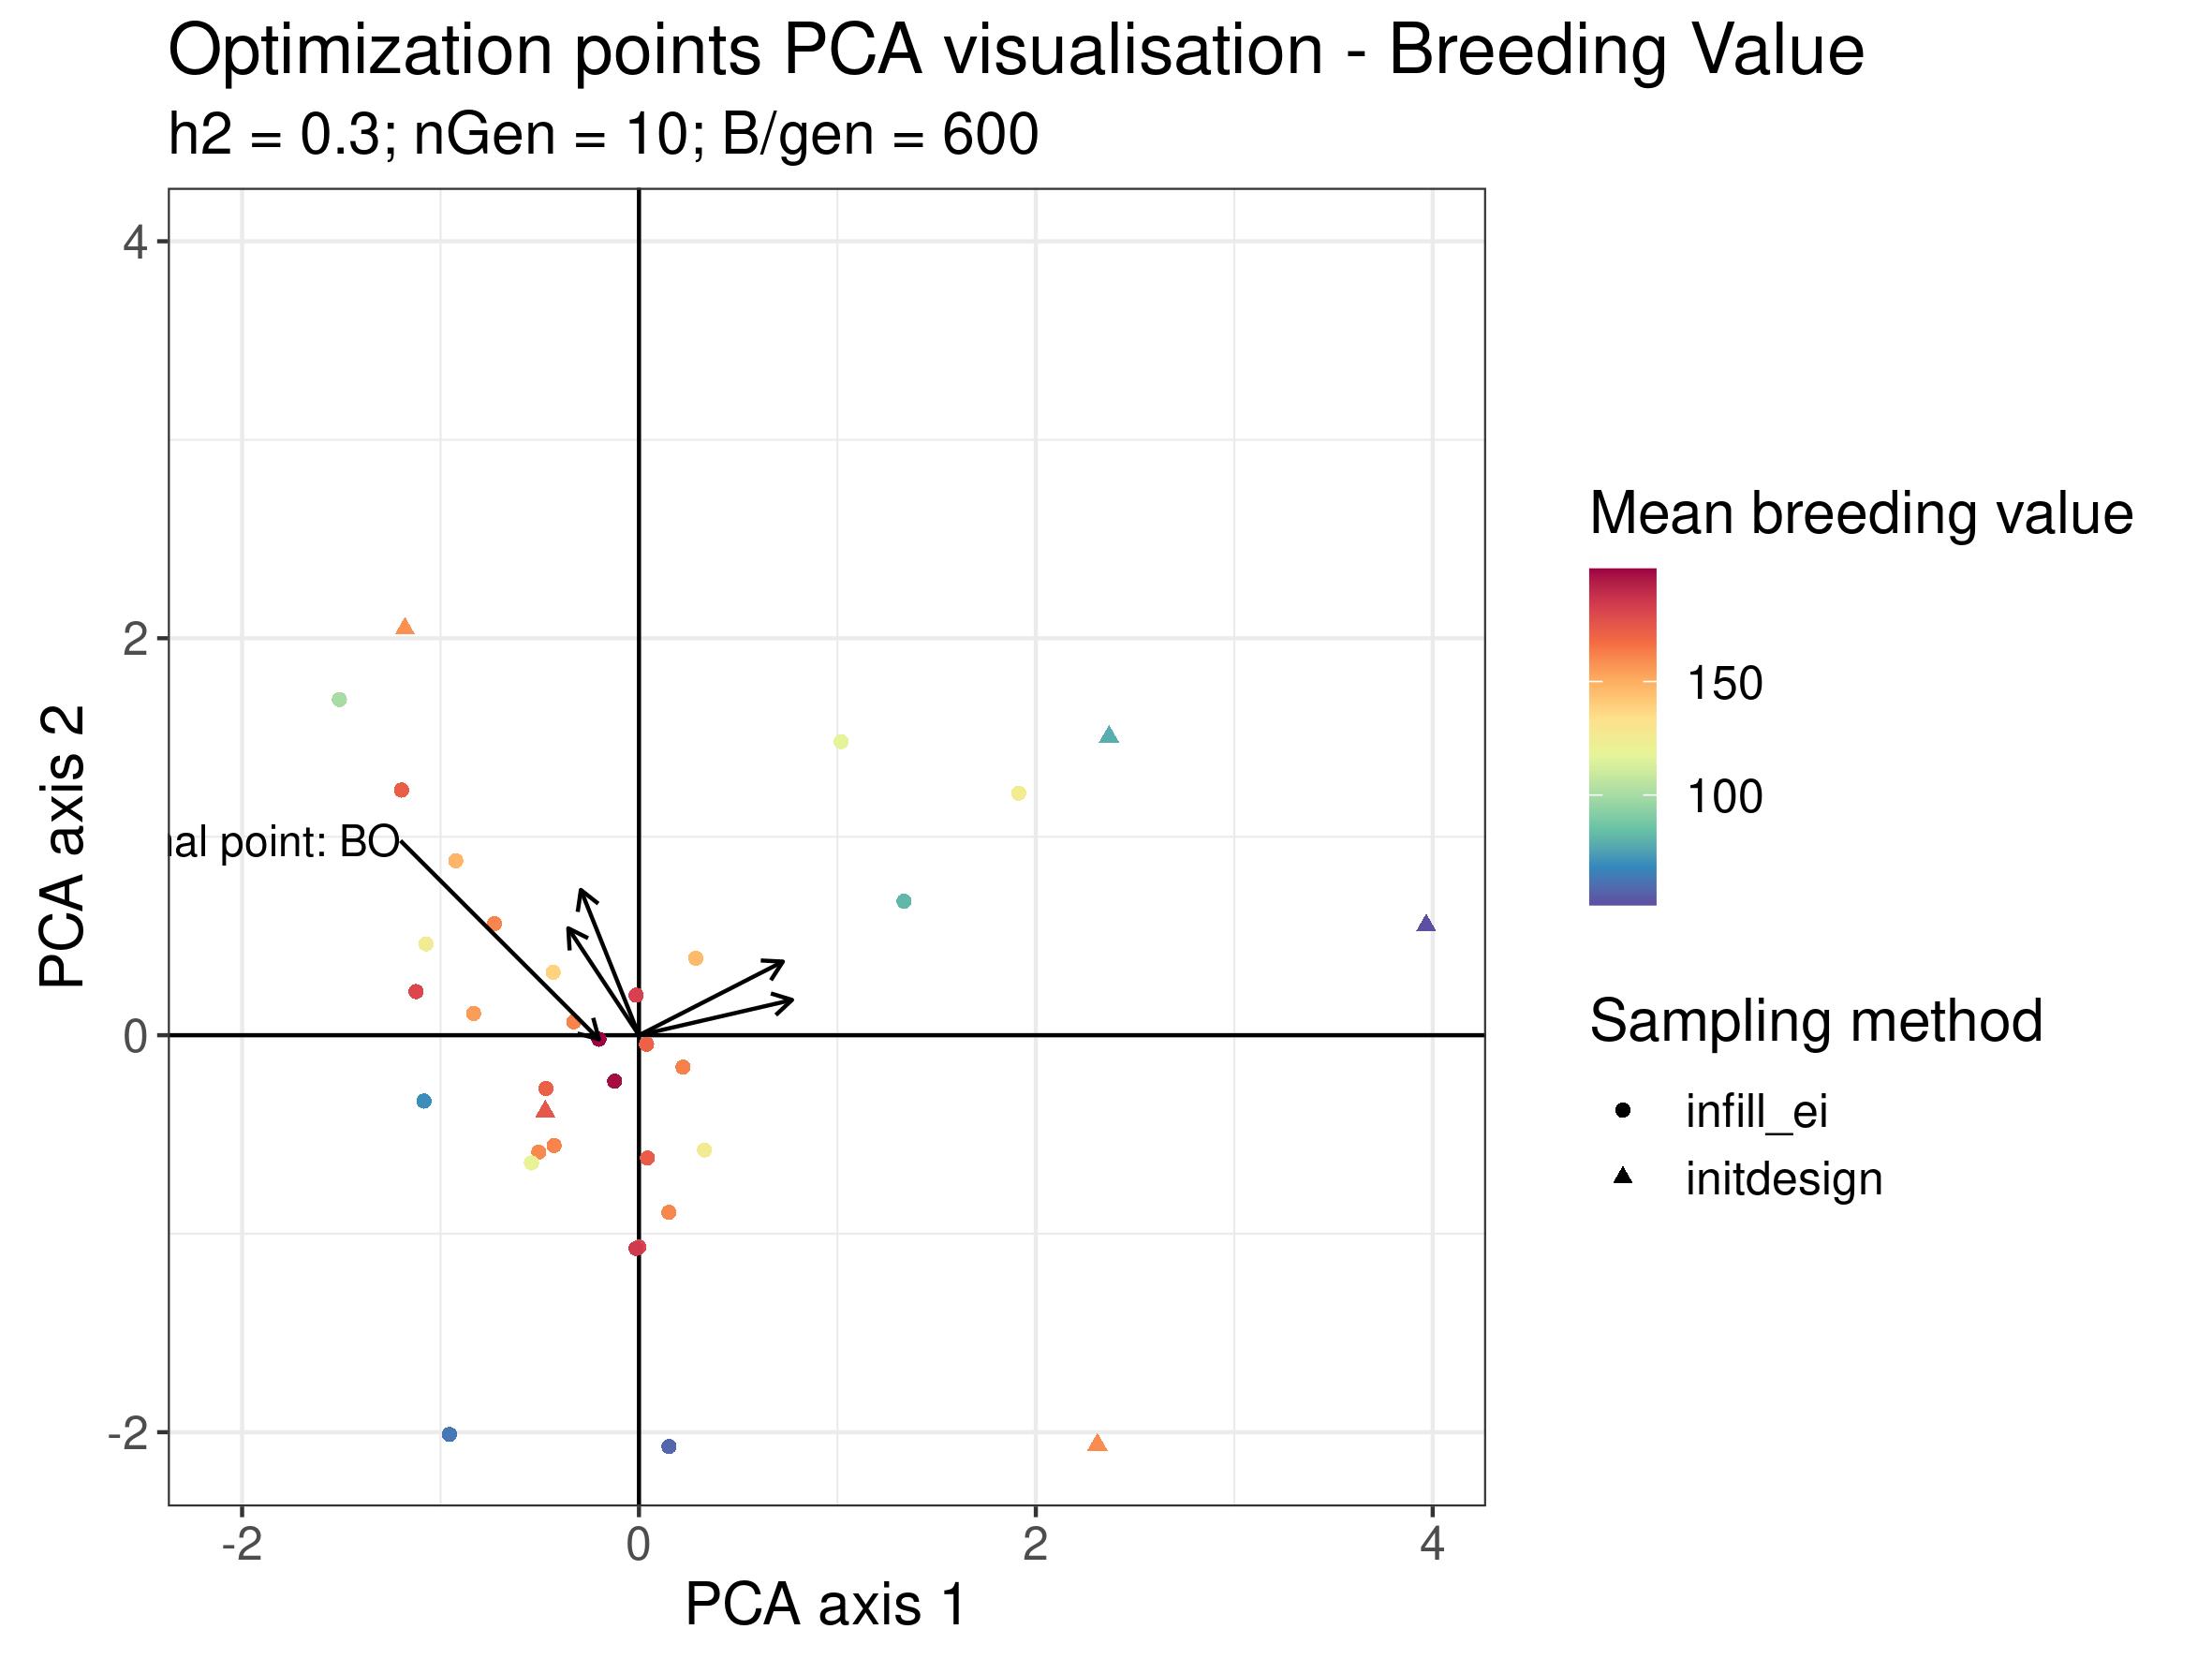 Optimization points PCA visualisation - Breeding Value
h2 = 0.3; nGen = 10; B/gen = 600
4
2
0
-2
PCA axis 2
al point: BO
-2
0
2
4
PCA axis 1
Mean breeding value
150
100
Sampling method
infill_ei
initdesign